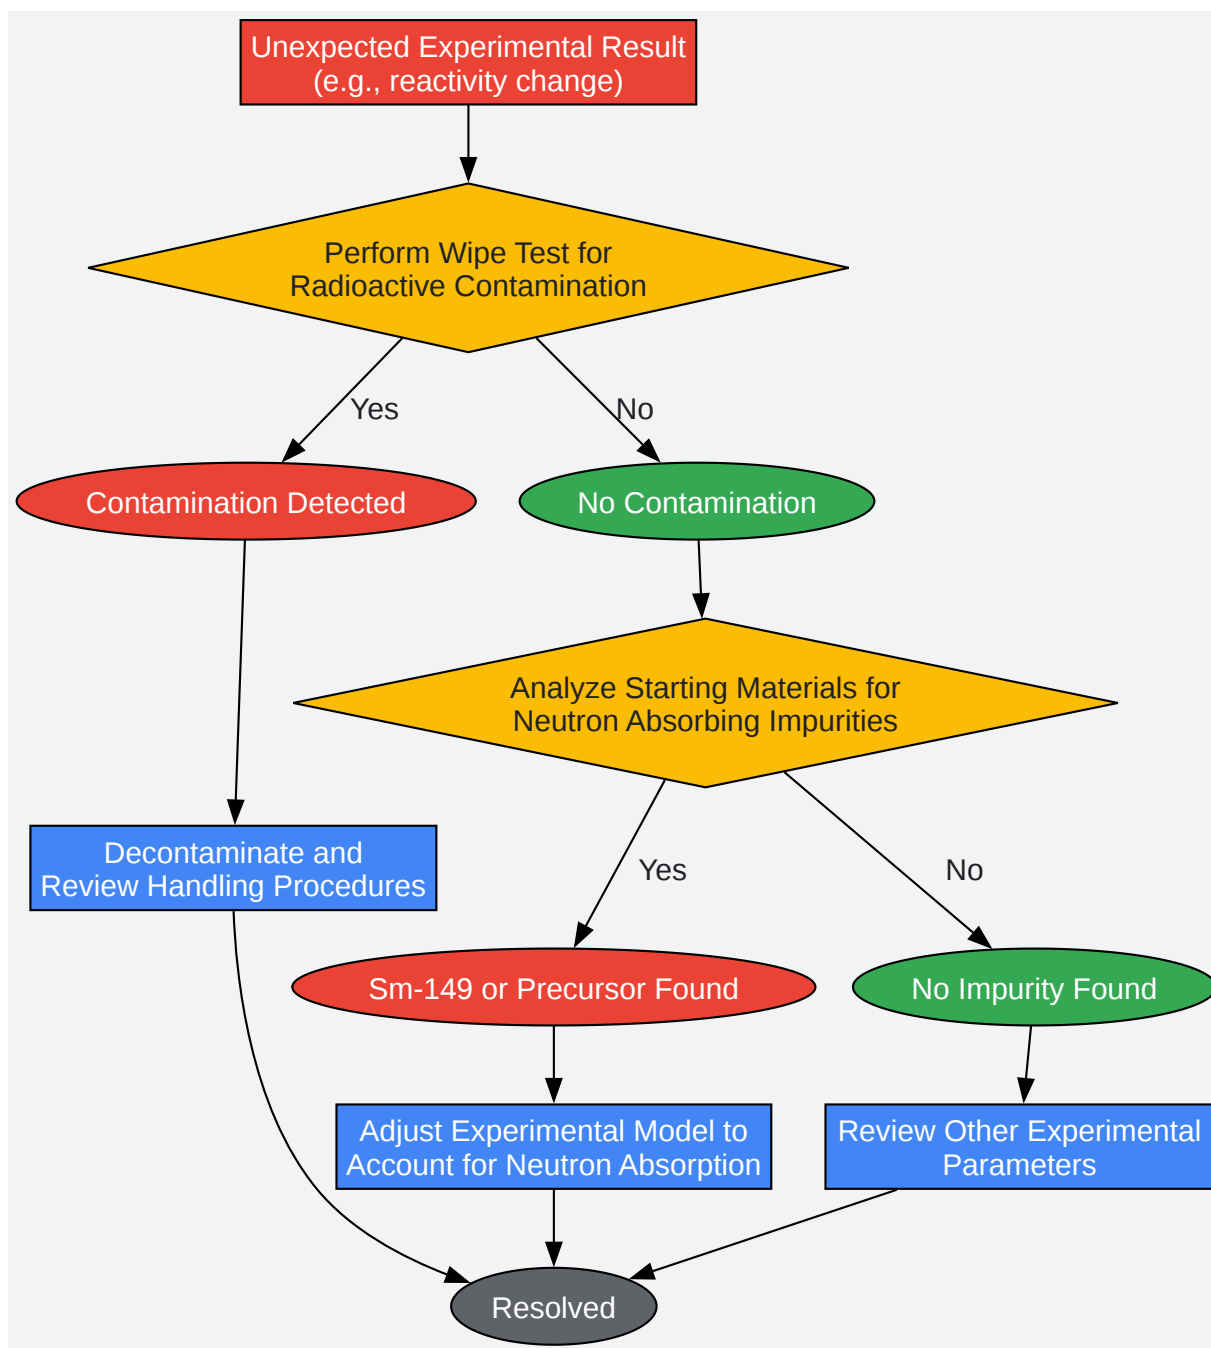 Unexpected Experimental Result
(e.g., reactivity change)
Perform Wipe Test for
Radioactive Contamination
Yes
No
Contamination Detected
No Contamination
Analyze Starting Materials for
Neutron Absorbing Impurities
Decontaminate and
Review Handling Procedures
Yes
No
Sm-149 or Precursor Found
No Impurity Found
Adjust Experimental Model to
Account for Neutron Absorption
Review Other Experimental
Parameters
Resolved